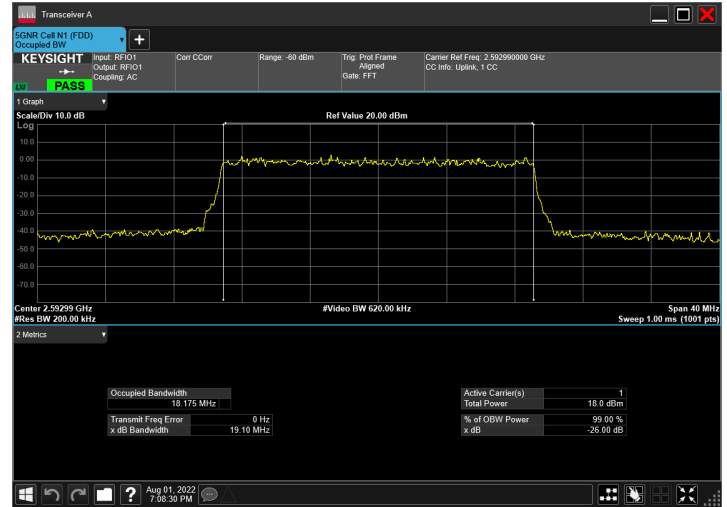 Transceiver A
5GNR Cell N1 (FDD)
Occupied BW
KEYSIGHT
LXI
PASS
Input: RFIO1
Output: RFIO1
Coupling: AC
Corr CCorr
Range: -60 dBm
Trig: Prot Frame
Aligned
Gate: FFT
Carrier Ref Freq: 2.592990000 GHz
CC Info: Uplink, 1 CC
1 Graph
Scale/Div 10.0 dB
Ref Value 20.00 dBm
Log
10.0
0.00
-10.0
-20.0
-30.0
-40.0
-50.0
-60.0
-70.0
Center 2.59299 GHz
#Video BW 620.00 kHz
Span 40 MHz
#Res BW 200.00 kHz
Sweep 1.00 ms (1001 pts)
2 Metrics
Occupied Bandwidth
18.175 MHz
Transmit Freq Error 0 Hz
x dB Bandwidth 19.10 MHz
Active Carrier(s) 1
Total Power 18.0 dBm
% of OBW Power 99.00 %
x dB -26.00 dB
Aug 01, 2022
7:08:30 PM